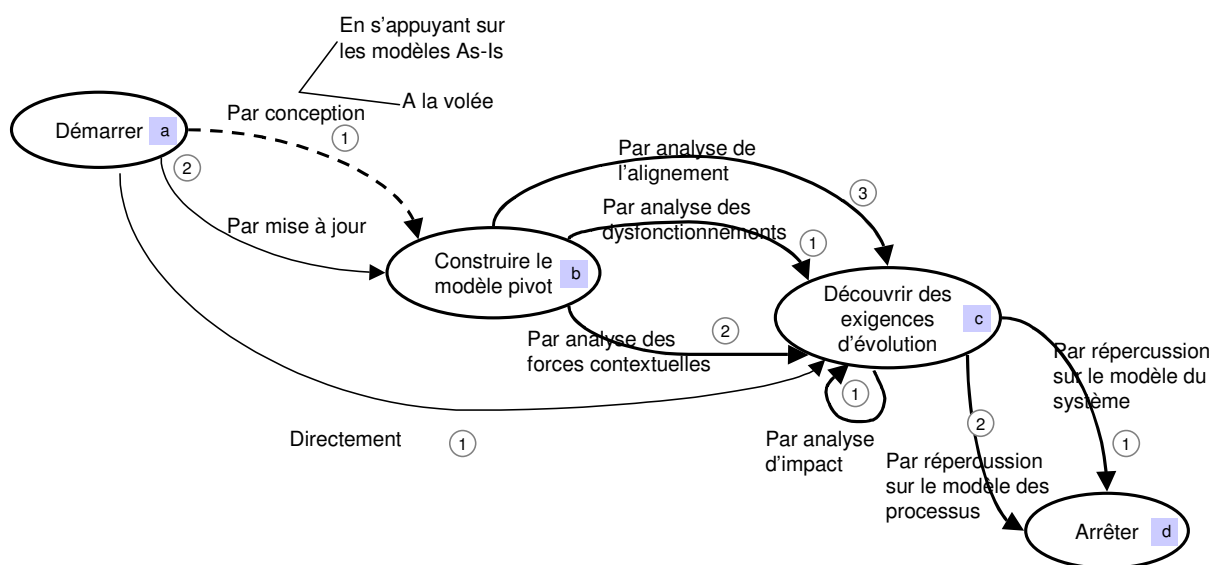 En s'appuyant sur
les modèles As-Is
A la volée
Par conception
1
Démarrer a
2
Par mise à jour
Par analyse de
l'alignement
3
Par analyse des
dysfonctionnements
1
Construire le
modèle pivot b
Découvrir des
exigences
d'évolution c
Par analyse des
forces contextuelles
2
Directement
1
1
Par analyse
d'impact
Par répercussion
sur le modèle du
système
1
2
Par répercussion
sur le modèle des
processus
Arrêter d